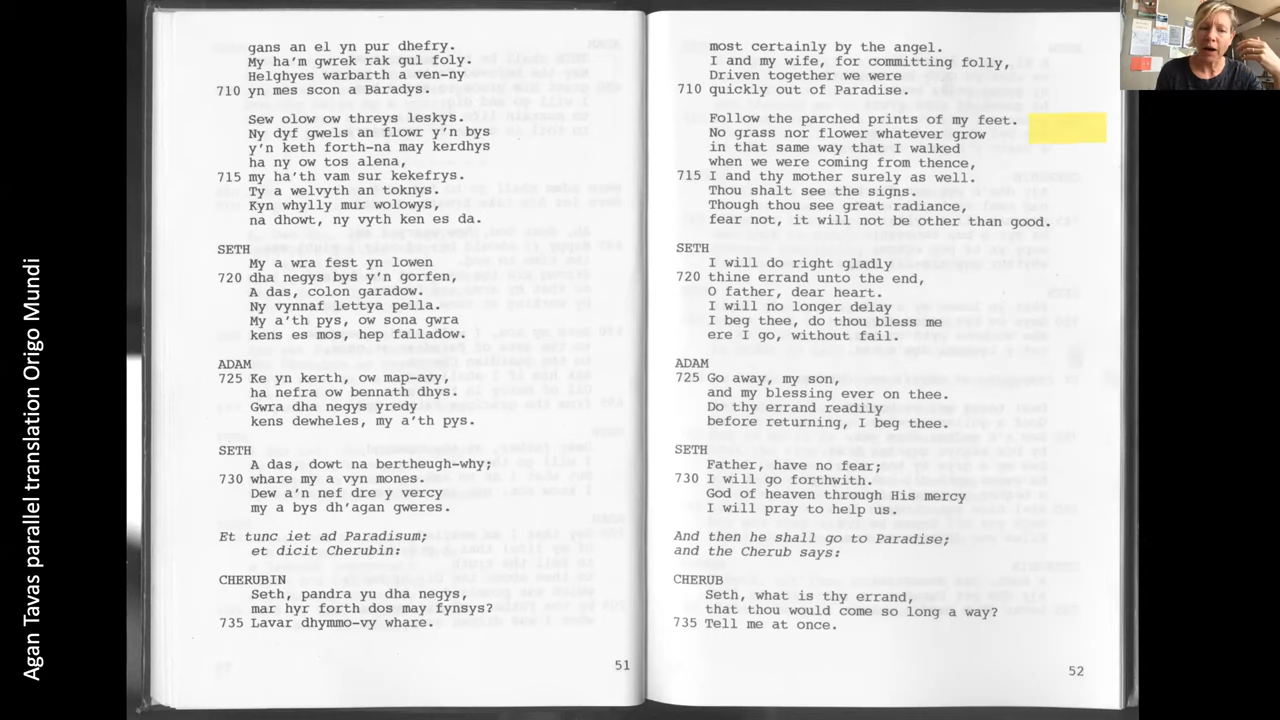 Agan Tavas parallel translation Origo Mundi
gans an el yn pur dhefry.
My ha'm gwrek rak gul foly.
Helghyes warbarth a ven-ny
710 yn mes scon a Baradys.
Sew olow ow threys leskys.
Ny dyf gwels an flowr y'n bys
y'n keth forth-na may kerdhys
ha ny ow tos alena,
715 my ha'th vam sur kekefrys.
Ty a welvyth an toknys.
Kyn whylly mur wolowys,
na dhowt, ny vyth ken es da.
SETH
My a wra fest yn lowen
720 dha negys bys y'n gorfen,
A das, colon garadow.
Ny vynnaf lettya pella.
My a'th pys, ow sona gwra
kens es mos, hep falladow.
ADAM
725 Ke yn kerth, ow map-avy,
ha nefra ow bennath dhys.
Gwra dha negys yredy
kens dewheles, my a'th pys.
SETH
A das, dowt na bertheugh-why;
730 whare my a vyn mones.
Dew a'n nef dre y vercy
my a bys dh'agan gweres.
Et tunc iet ad Paradisum;
et dicit Cherubin:
CHERUBIN
Seth, pandra yu dha negys,
mar hyr forth dos may fynsys?
735 Lavar dhymmo-vy whare.
51
most certainly by the angel.
I and my wife, for committing folly,
Driven together we were
710 quickly out of Paradise.
Follow the parched prints of my feet.
No grass nor flower whatever grow
in that same way that I walked
when we were coming from thence,
715 I and thy mother surely as well.
Thou shalt see the signs.
Though thou see great radiance,
fear not, it will not be other than good.
SETH
I will do right gladly
720 thine errand unto the end,
O father, dear heart.
I will no longer delay
I beg thee, do thou bless me
ere I go, without fail.
ADAM
725 Go away, my son,
and my blessing ever on thee.
Do thy errand readily
before returning, I beg thee.
SETH
Father, have no fear;
730 I will go forthwith.
God of heaven through His mercy
I will pray to help us.
And then he shall go to Paradise;
and the Cherub says:
CHERUB
Seth, what is thy errand,
that thou would come so long a way?
735 Tell me at once.
52